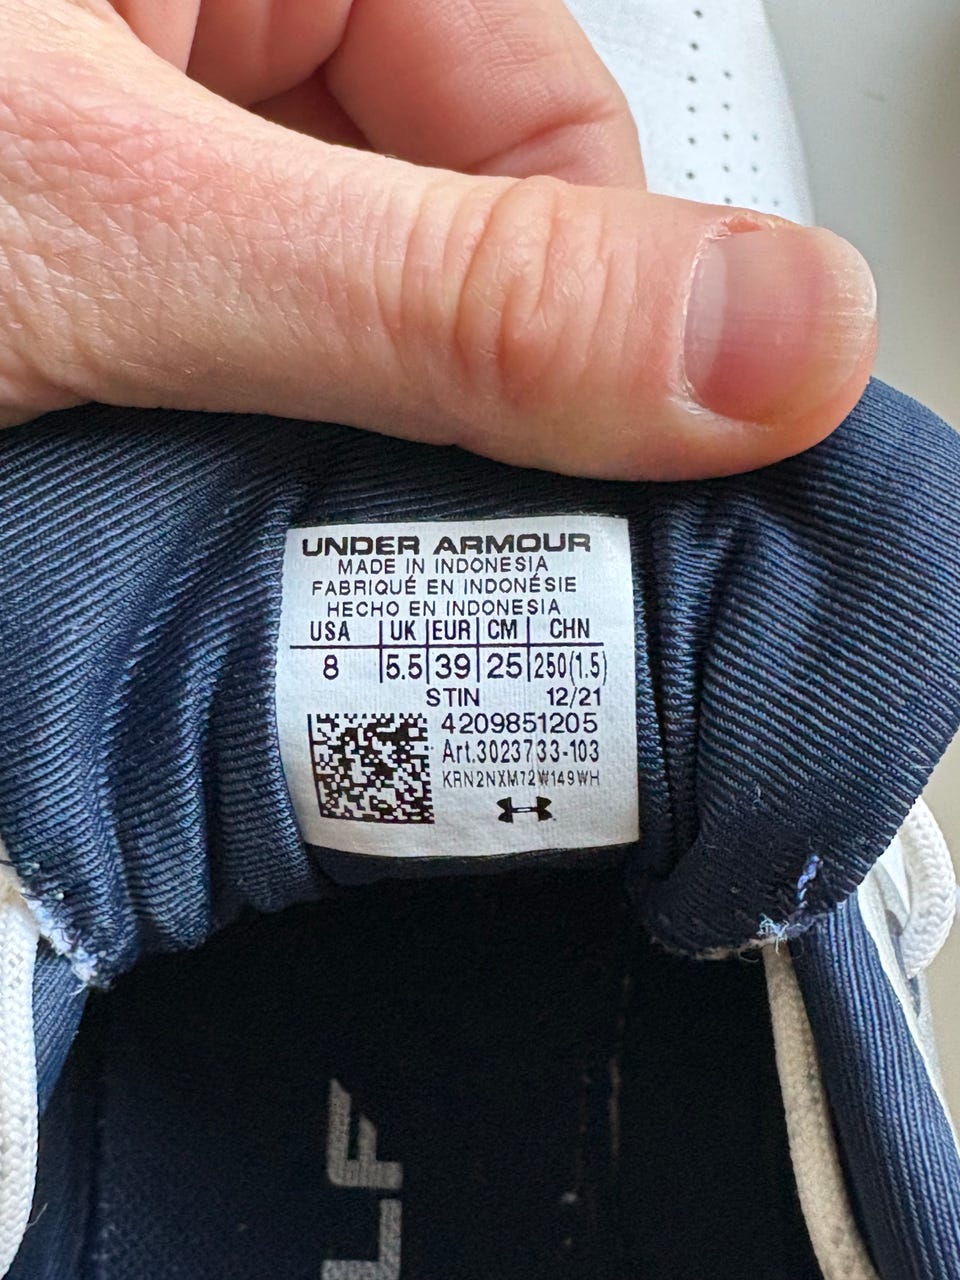 UNDER ARMOUR
MADE IN INDONESIA
FABRIQUÉ EN INDONÉSIE
HECHO EN INDONESIA
USA UK EUR CM CHN
8 5.5 39 25 250(1.5)
STIN 12/21
4209851205
Art.3023733-103
KRN2NXM72W149WH
LF